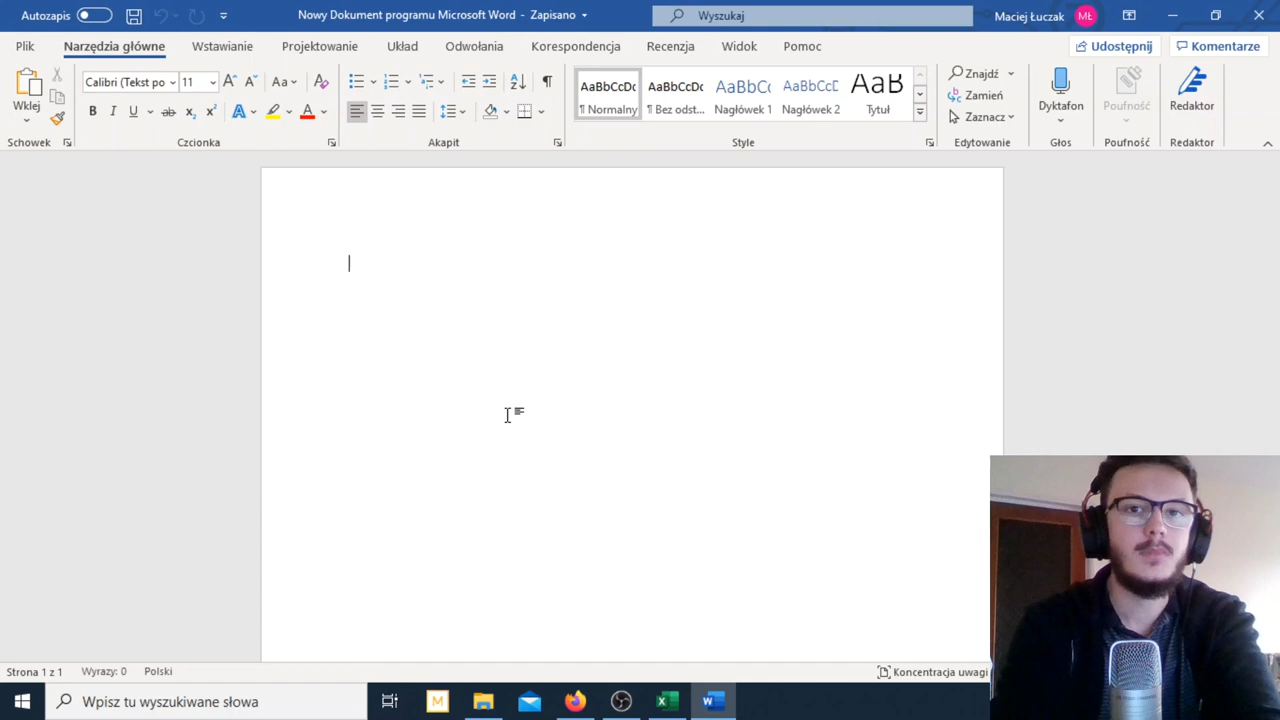 Autozapis
Nowy Dokument programu Microsoft Word - Zapisano
Wyszukaj
Maciej Łuczak
MŁ
Plik
Narzędzia główne
Wstawianie
Projektowanie
Układ
Odwołania
Korespondencja
Recenzja
Widok
Pomoc
Udostępnij
Komentarze
Wklej
Schowek
Calibri (Tekst po
11
Czcionka
Akapit
AaBbCcDc
¶ Normalny
AaBbCcDc
¶ Bez odst...
AaBbCc
Nagłówek 1
AaBbCcD
Nagłówek 2
AaB
Tytuł
Style
Znajdź
Zamień
Zaznacz
Edytowanie
Dyktafon
Głos
Poufność
Poufność
Redaktor
Redaktor
Strona 1 z 1
Wyrazy: 0
Polski
Koncentracja uwagi
Wpisz tu wyszukiwane słowa